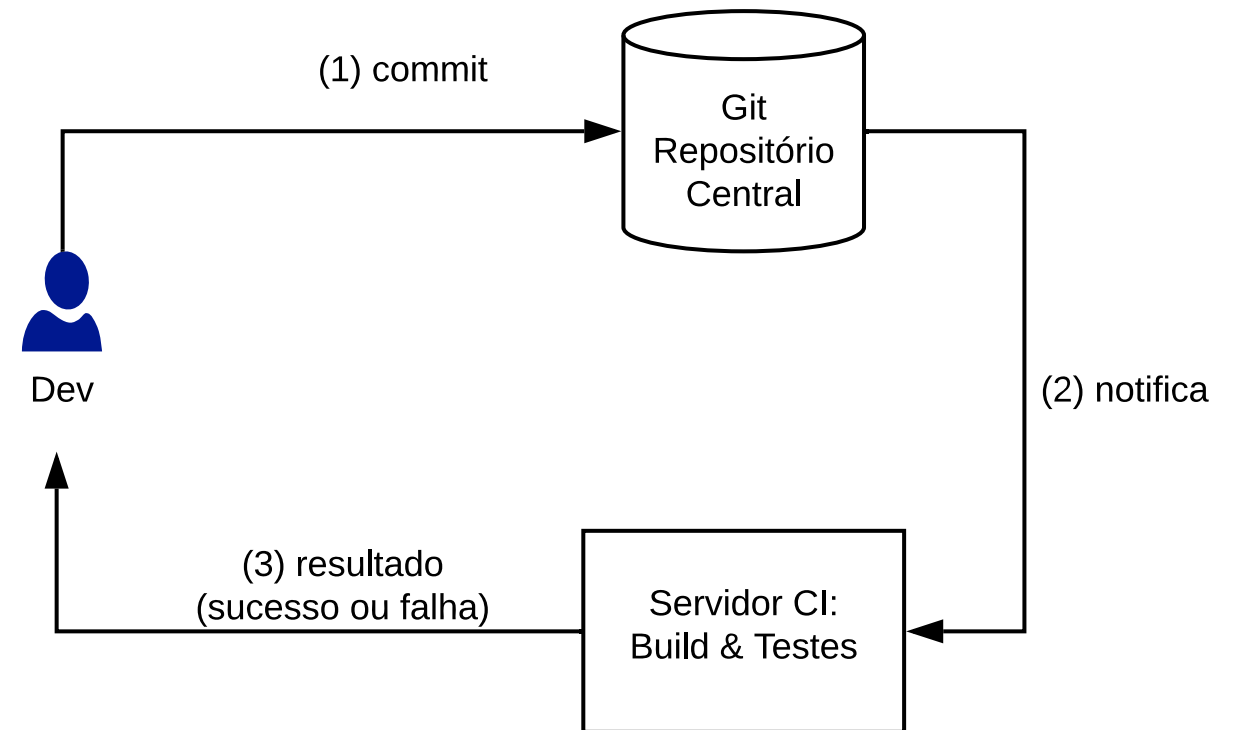 (1) commit
Git
Repositório
Central
Dev
(2) notifica
(3) resultado
(sucesso ou falha)
Servidor CI:
Build & Testes